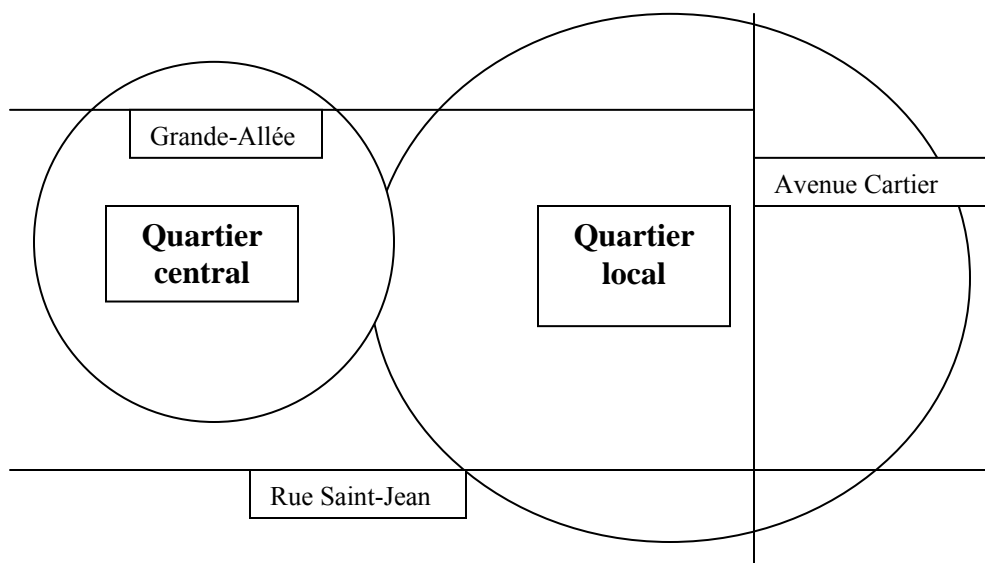 Grande-Allée
Avenue Cartier
Quartier
central
Quartier
local
Rue Saint-Jean